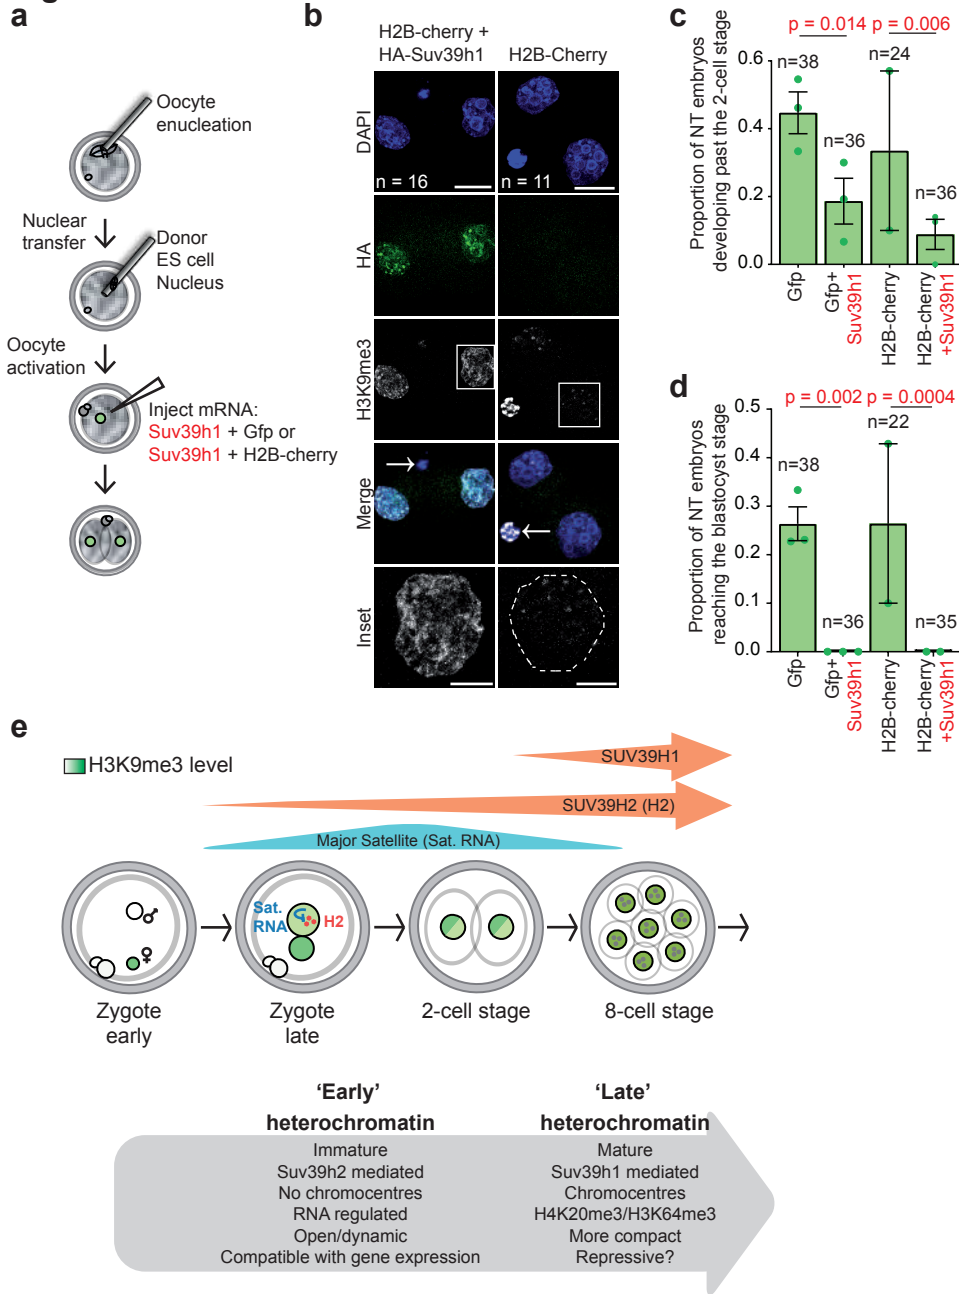 a
Oocyte
enucleation
Nuclear
transfer
Donor
ES cell
Nucleus
Oocyte
activation
Inject mRNA:
Suv39h1 + Gfp or
Suv39h1 + H2B-cherry
b
H2B-cherry +
HA-Suv39h1
H2B-Cherry
DAPI
n = 16
n = 11
HA
H3K9me3
Merge
Inset
c
p = 0.014
p = 0.006
Proportion of NT embryos
developing past the 2-cell stage
0.6
0.4
0.2
0.0
n=38
n=36
n=24
n=36
Gfp
Gfp+
Suv39h1
H2B-cherry
H2B-cherry
+Suv39h1
d
p = 0.002
p = 0.0004
Proportion of NT embryos
reaching the blastocyst stage
0.5
0.4
0.3
0.2
0.1
0.0
n=38
n=36
n=22
n=35
Gfp
Gfp+
Suv39h1
H2B-cherry
H2B-cherry
+Suv39h1
e
H3K9me3 level
SUV39H1
SUV39H2 (H2)
Major Satellite (Sat. RNA)
♂
♀
Sat.
RNA
H2
Zygote
early
Zygote
late
2-cell stage
8-cell stage
‘Early’
heterochromatin
Immature
Suv39h2 mediated
No chromocentres
RNA regulated
Open/dynamic
Compatible with gene expression
‘Late’
heterochromatin
Mature
Suv39h1 mediated
Chromocentres
H4K20me3/H3K64me3
More compact
Repressive?